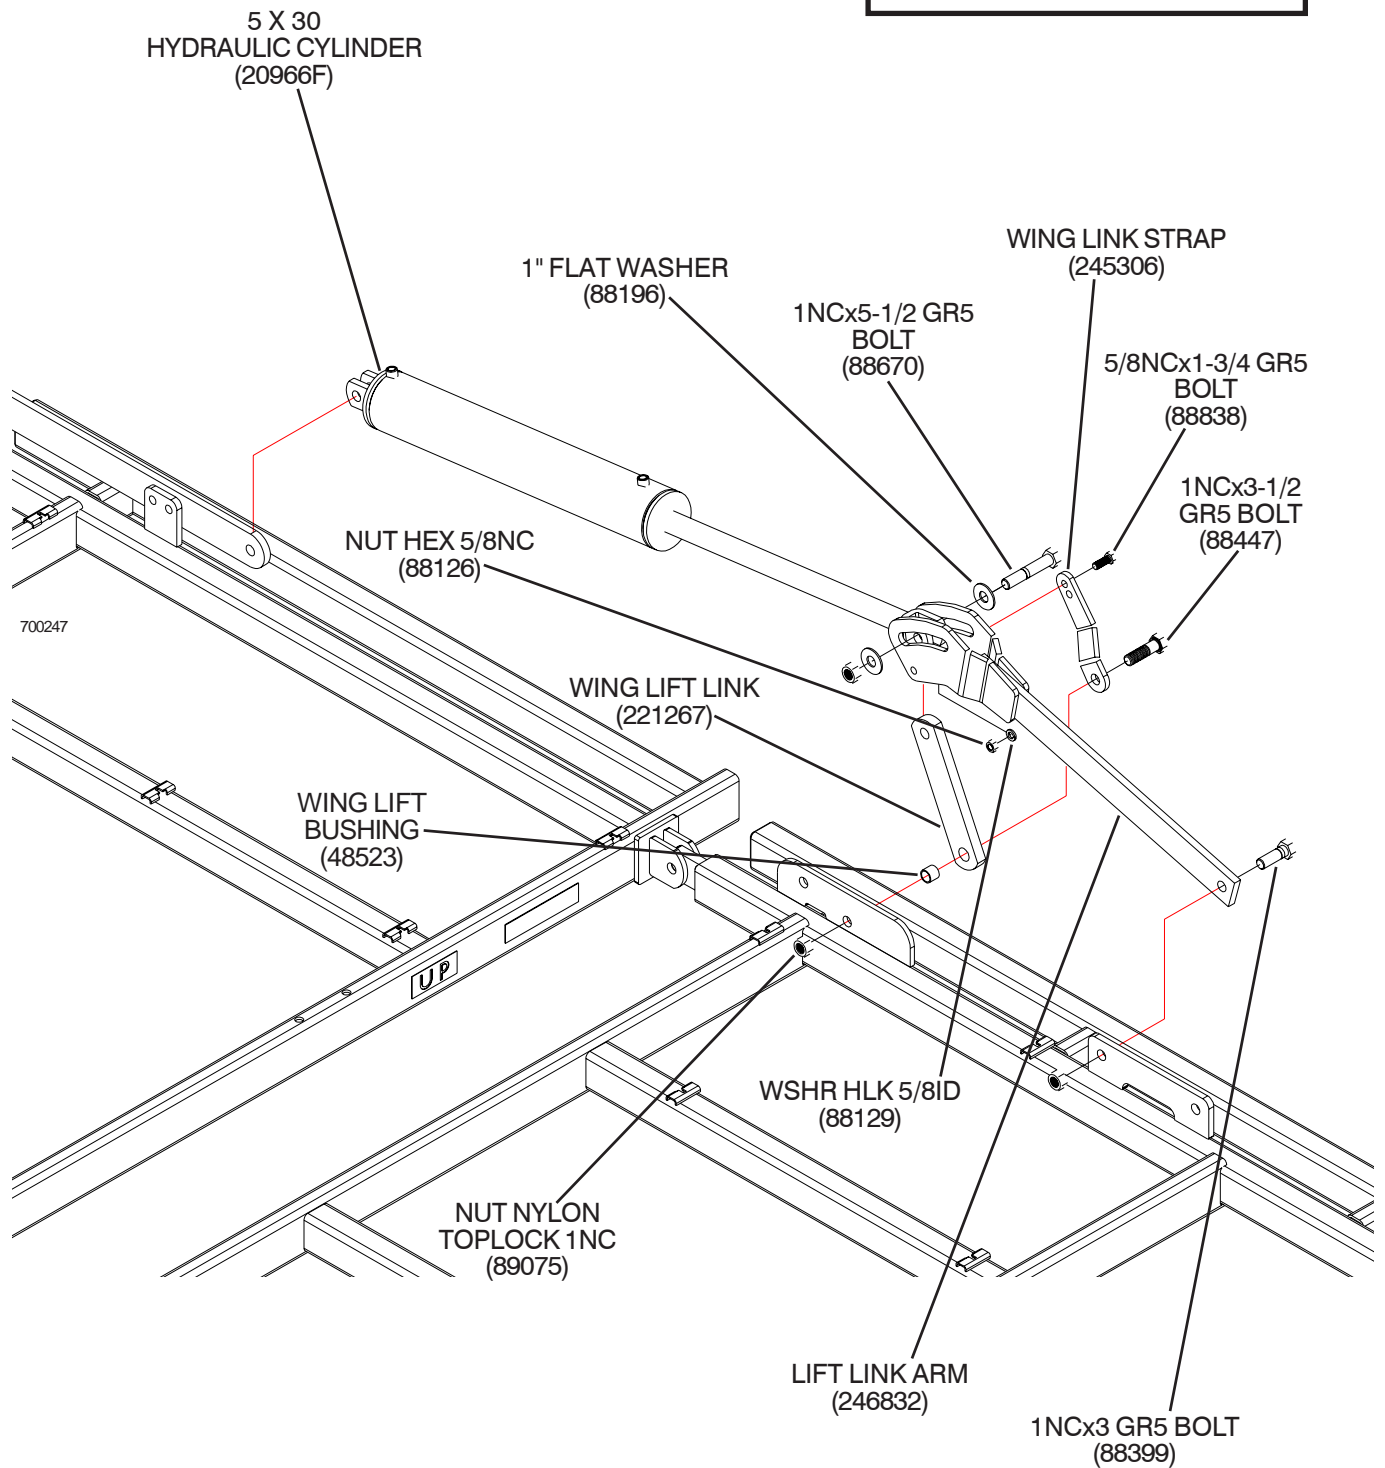 5 X 30
HYDRAULIC CYLINDER
(20966F)
WING LINK STRAP
(245306)
1" FLAT WASHER
(88196)
1NCx5-1/2 GR5
BOLT
(88670)
5/8NCx1-3/4 GR5
BOLT
(88838)
1NCx3-1/2
GR5 BOLT
(88447)
NUT HEX 5/8NC
(88126)
700247
WING LIFT LINK
(221267)
WING LIFT
BUSHING
(48523)
UP
WSHR HLK 5/8ID
(88129)
NUT NYLON
TOPLOCK 1NC
(89075)
LIFT LINK ARM
(246832)
1NCx3 GR5 BOLT
(88399)